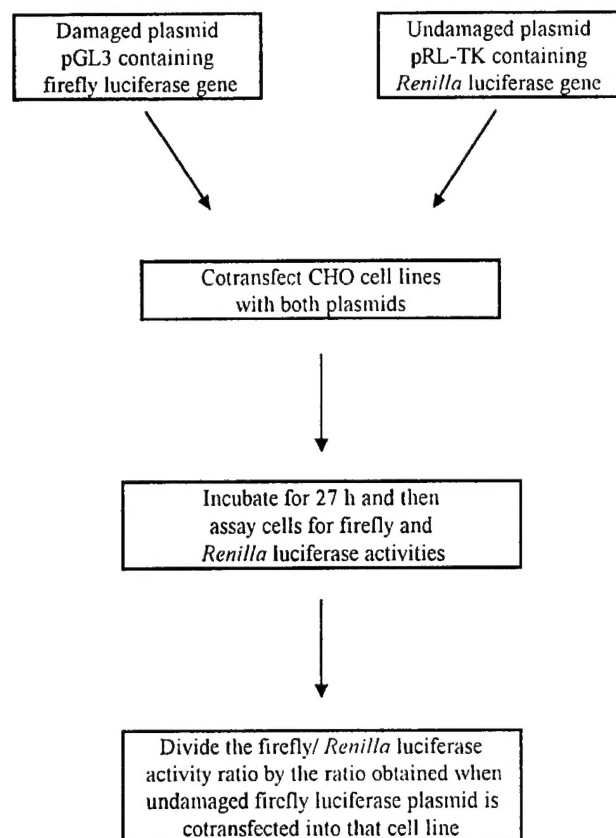 Damaged plasmid
pGL3 containing
firefly luciferase gene
Undamaged plasmid
pRL-TK containing
Renilla luciferase gene
Cotransfect CHO cell lines
with both plasmids
Incubate for 27 h and then
assay cells for firefly and
Renilla luciferase activities
Divide the firefly/ Renilla luciferase
activity ratio by the ratio obtained when
undamaged firefly luciferase plasmid is
cotransfected into that cell line